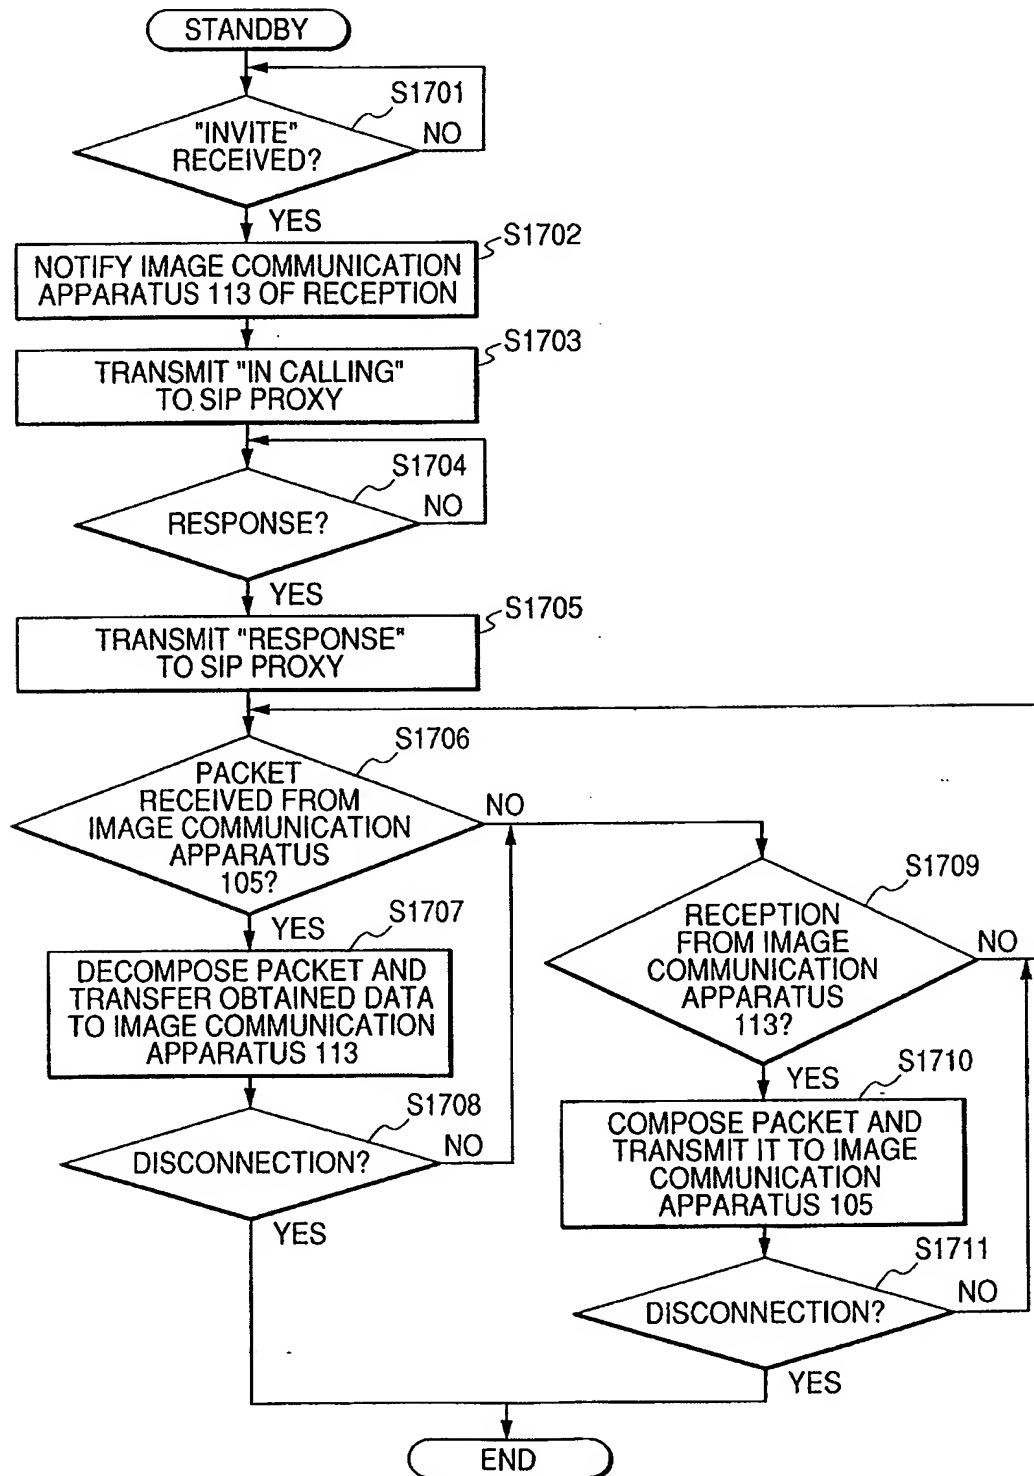 STANDBY
S1701
"INVITE"
RECEIVED?
NO
YES
S1702
NOTIFY IMAGE COMMUNICATION
APPARATUS 113 OF RECEPTION
S1703
TRANSMIT "IN CALLING"
TO SIP PROXY
S1704
RESPONSE?
NO
YES
S1705
TRANSMIT "RESPONSE"
TO SIP PROXY
S1706
PACKET
RECEIVED FROM
IMAGE COMMUNICATION
APPARATUS
105?
NO
YES
S1707
DECOMPOSE PACKET AND
TRANSFER OBTAINED DATA
TO IMAGE COMMUNICATION
APPARATUS 113
S1708
DISCONNECTION?
NO
YES
S1709
RECEPTION
FROM IMAGE
COMMUNICATION
APPARATUS
113?
NO
YES
S1710
COMPOSE PACKET AND
TRANSMIT IT TO IMAGE
COMMUNICATION
APPARATUS 105
S1711
DISCONNECTION?
NO
YES
END